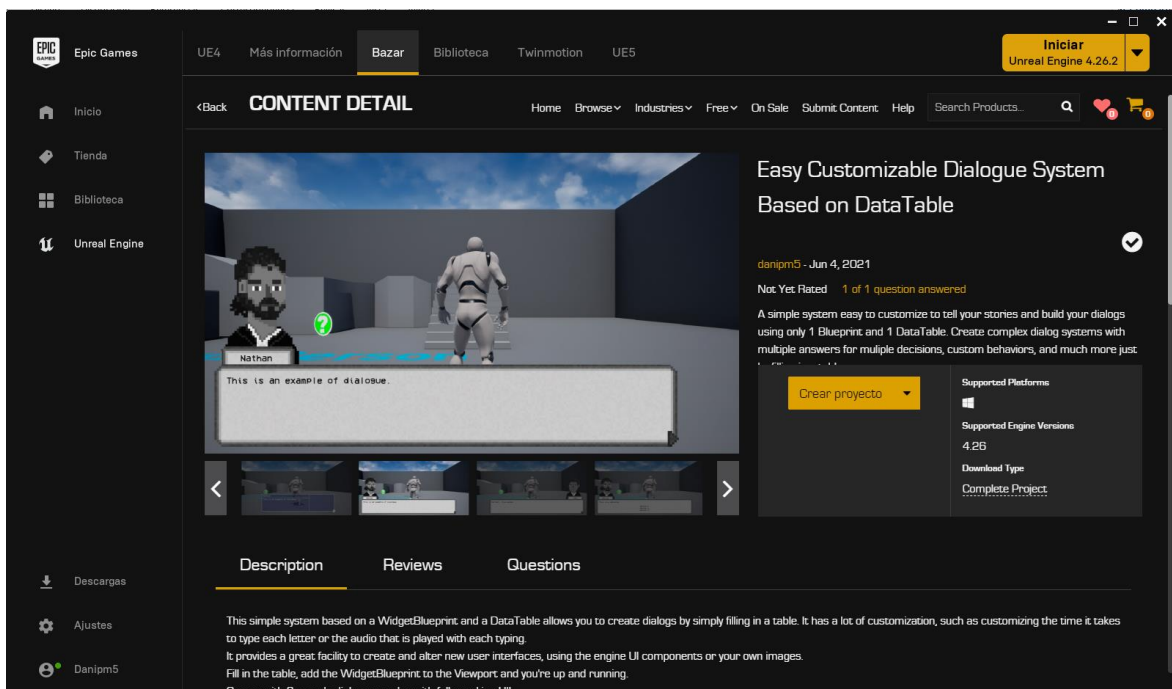 EPIC
GAMES
Epic Games
UE4 Más información Bazar Biblioteca Twinmotion UE5
Iniciar
Unreal Engine 4.26.2
Inicio
Tienda
Biblioteca
Unreal Engine
<Back CONTENT DETAIL Home Browse Industries Free On Sale Submit Content Help Search Products... 0 0
Nathan
This is an example of dialogue.
Easy Customizable Dialogue System
Based on DataTable
danipm5 - Jun 4, 2021
Not Yet Rated 1 of 1 question answered
A simple system easy to customize to tell your stories and build your dialogs
using only 1 Blueprint and 1 DataTable. Create complex dialog systems with
multiple answers for muliple decisions, custom behaviors, and much more just
Crear proyecto
Supported Platforms
Supported Engine Versions
4.26
Download Type
Complete Project
Description Reviews Questions
This simple system based on a WidgetBlueprint and a DataTable allows you to create dialogs by simply filling in a table. It has a lot of customization, such as customizing the time it takes
to type each letter or the audio that is played with each typing.
It provides a great facility to create and alter new user interfaces, using the engine UI components or your own images.
Fill in the table, add the WidgetBlueprint to the Viewport and you're up and running.
Descargas
Ajustes
Danipm5